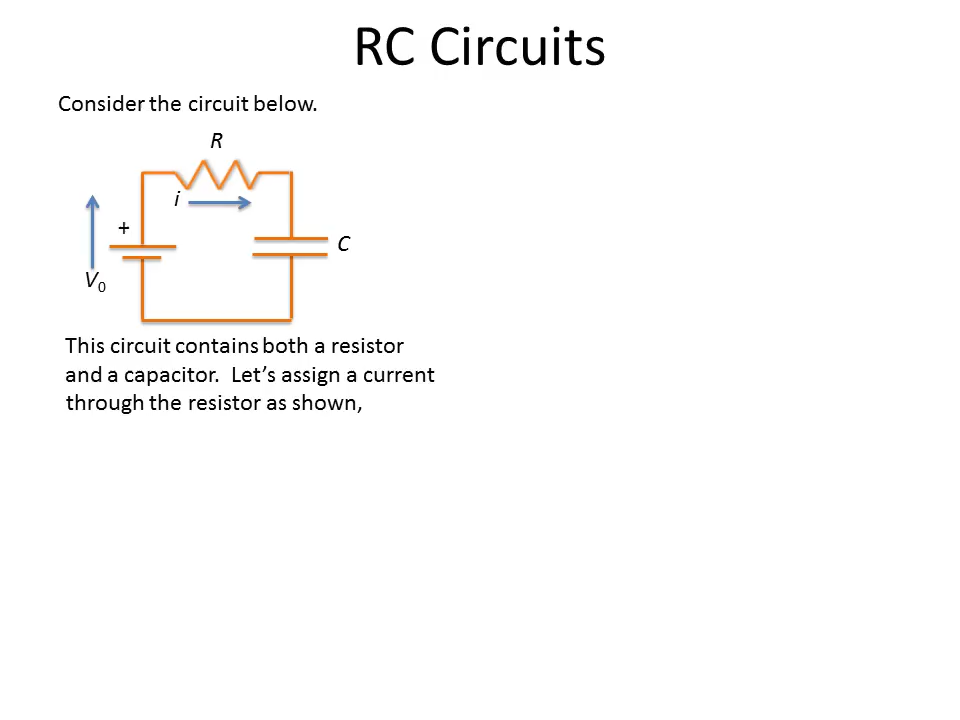 RC Circuits
Consider the circuit below.
R
i
+
C
V₀
This circuit contains both a resistor
and a capacitor.  Let’s assign a current
through the resistor as shown,